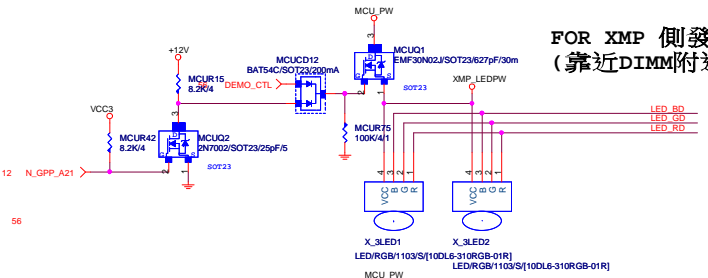 MCU_PW
FOR XMP 側發
(靠近DIMM附近
+12V
MCUCD12
BAT54C/SOT23/200mA
MCUQ1
EMF30N02J/SOT23/627pF/30m
MCUR15
8.2K/4
56
DEMO_CTL
SOT23
XMP_LEDPW
VCC3
LED_BD
LED_GD
LED_RD
MCUR42
8.2K/4
MCUQ2
2N7002/SOT23/25pF/5
SOT23
MCUR75
100K/4/1
12 N_GPP_A21
56
VCC B G R
VCC B G R
X_3LED1
X_3LED2
LED/RGB/1103/S/[10DL6-310RGB-01R]
LED/RGB/1103/S/[10DL6-310RGB-01R]
MCU_PW